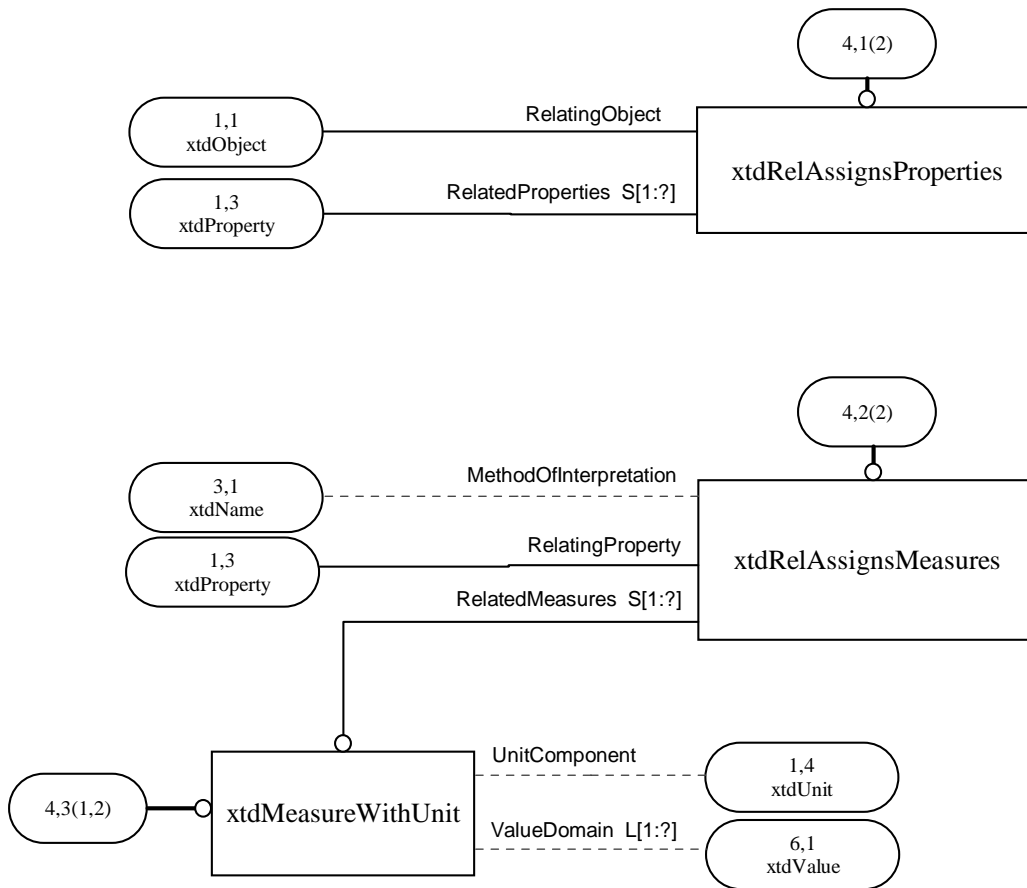 4,1(2)
1,1
xtdObject
RelatingObject
xtdRelAssignsProperties
1,3
xtdProperty
RelatedProperties S[1:?]
4,2(2)
3,1
xtdName
MethodOfInterpretation
xtdRelAssignsMeasures
1,3
xtdProperty
RelatingProperty
RelatedMeasures S[1:?]
4,3(1,2)
xtdMeasureWithUnit
UnitComponent
1,4
xtdUnit
ValueDomain L[1:?]
6,1
xtdValue